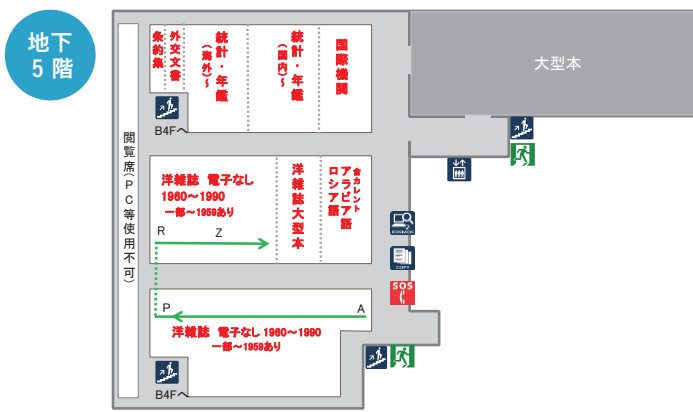 地下
5 階
条約集
外交文書
統計・年鑑
(海外)~
統計・年鑑
(国内)~
国際機関
大型本
B4Fへ
閲覧席(PC等使用不可)
洋雑誌 電子なし
1960~1990
一部~1959あり
洋雑誌大型本
含カレント
アラビア語
ロシア語
R
Z
KOSMOS
COPY
SOS
P
A
洋雑誌 電子なし 1960~1990
一部~1959あり
B4Fへ